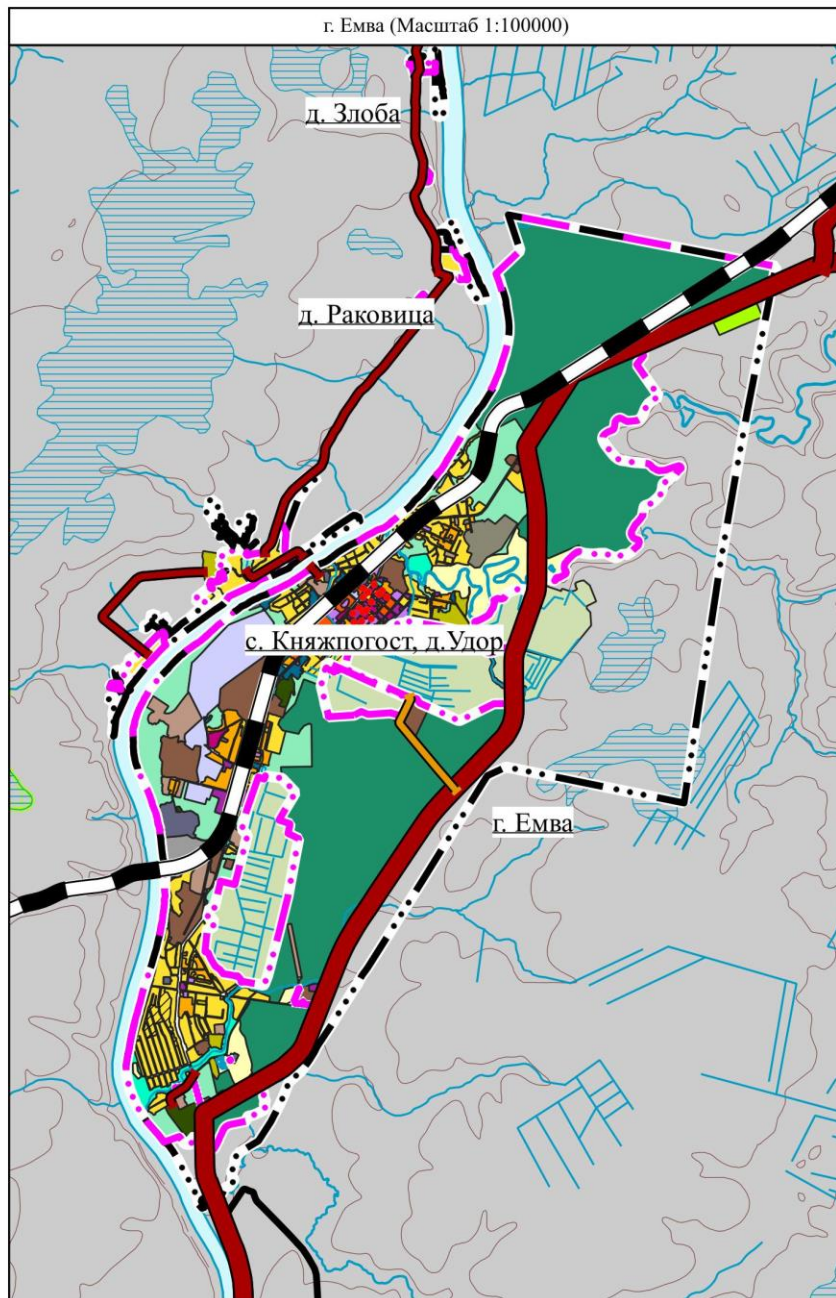 г. Емва (Масштаб 1:100000)
д. Злоба
д. Раковица
с. Княжпогост, д.Удор
г. Емва